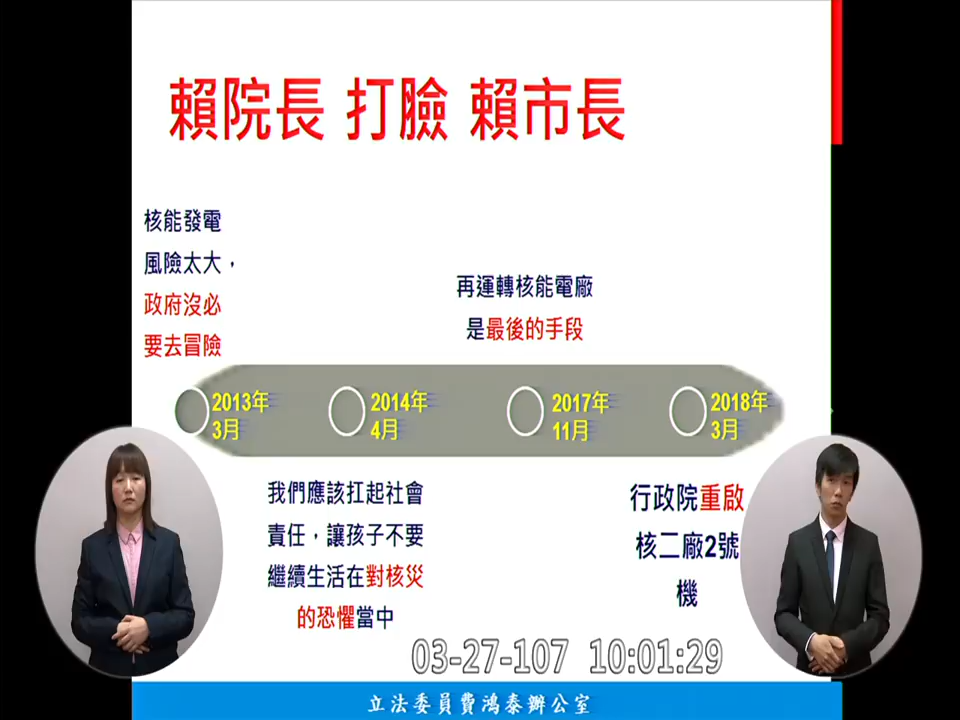 賴院長 打臉 賴市長
核能發電
風險太大，
政府沒必
要去冒險
再運轉核能電廠
是最後的手段
2013年
3月
2014年
4月
2017年
11月
2018年
3月
我們應該扛起社會
責任，讓孩子不要
繼續生活在對核災
的恐懼當中
行政院重啟
核二廠2號
機
03-27-107 10:01:29
立法委員費鴻泰辦公室